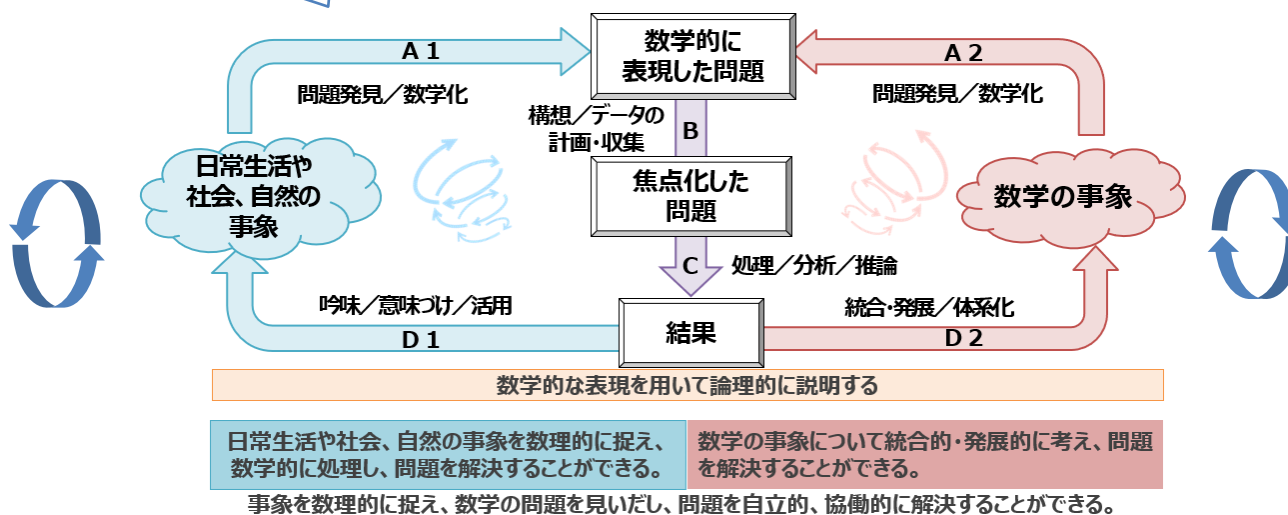 A1
数学的に
表現した問題
A2
問題発見／数学化
問題発見／数学化
構想／データの
計画・収集
B
日常生活や
社会、自然の
事象
焦点化した
問題
数学の事象
C
処理／分析／推論
吟味／意味づけ／活用
統合・発展／体系化
D1
結果
D2
数学的な表現を用いて論理的に説明する
日常生活や社会、自然の事象を数理的に捉え、
数学的に処理し、問題を解決することができる。
数学の事象について統合的・発展的に考え、問題
を解決することができる。
事象を数理的に捉え、数学の問題を見いだし、問題を自立的、協働的に解決することができる。